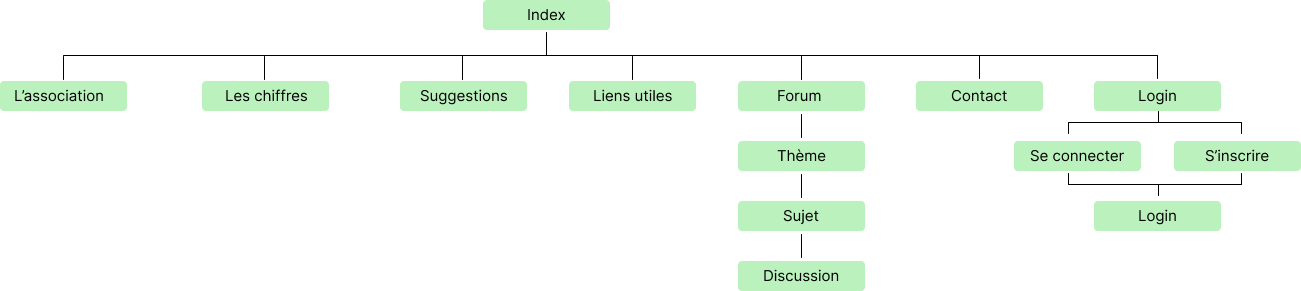 Index
L’association
Les chiffres
Suggestions
Liens utiles
Forum
Contact
Login
Thème
Se connecter
S’inscrire
Sujet
Login
Discussion